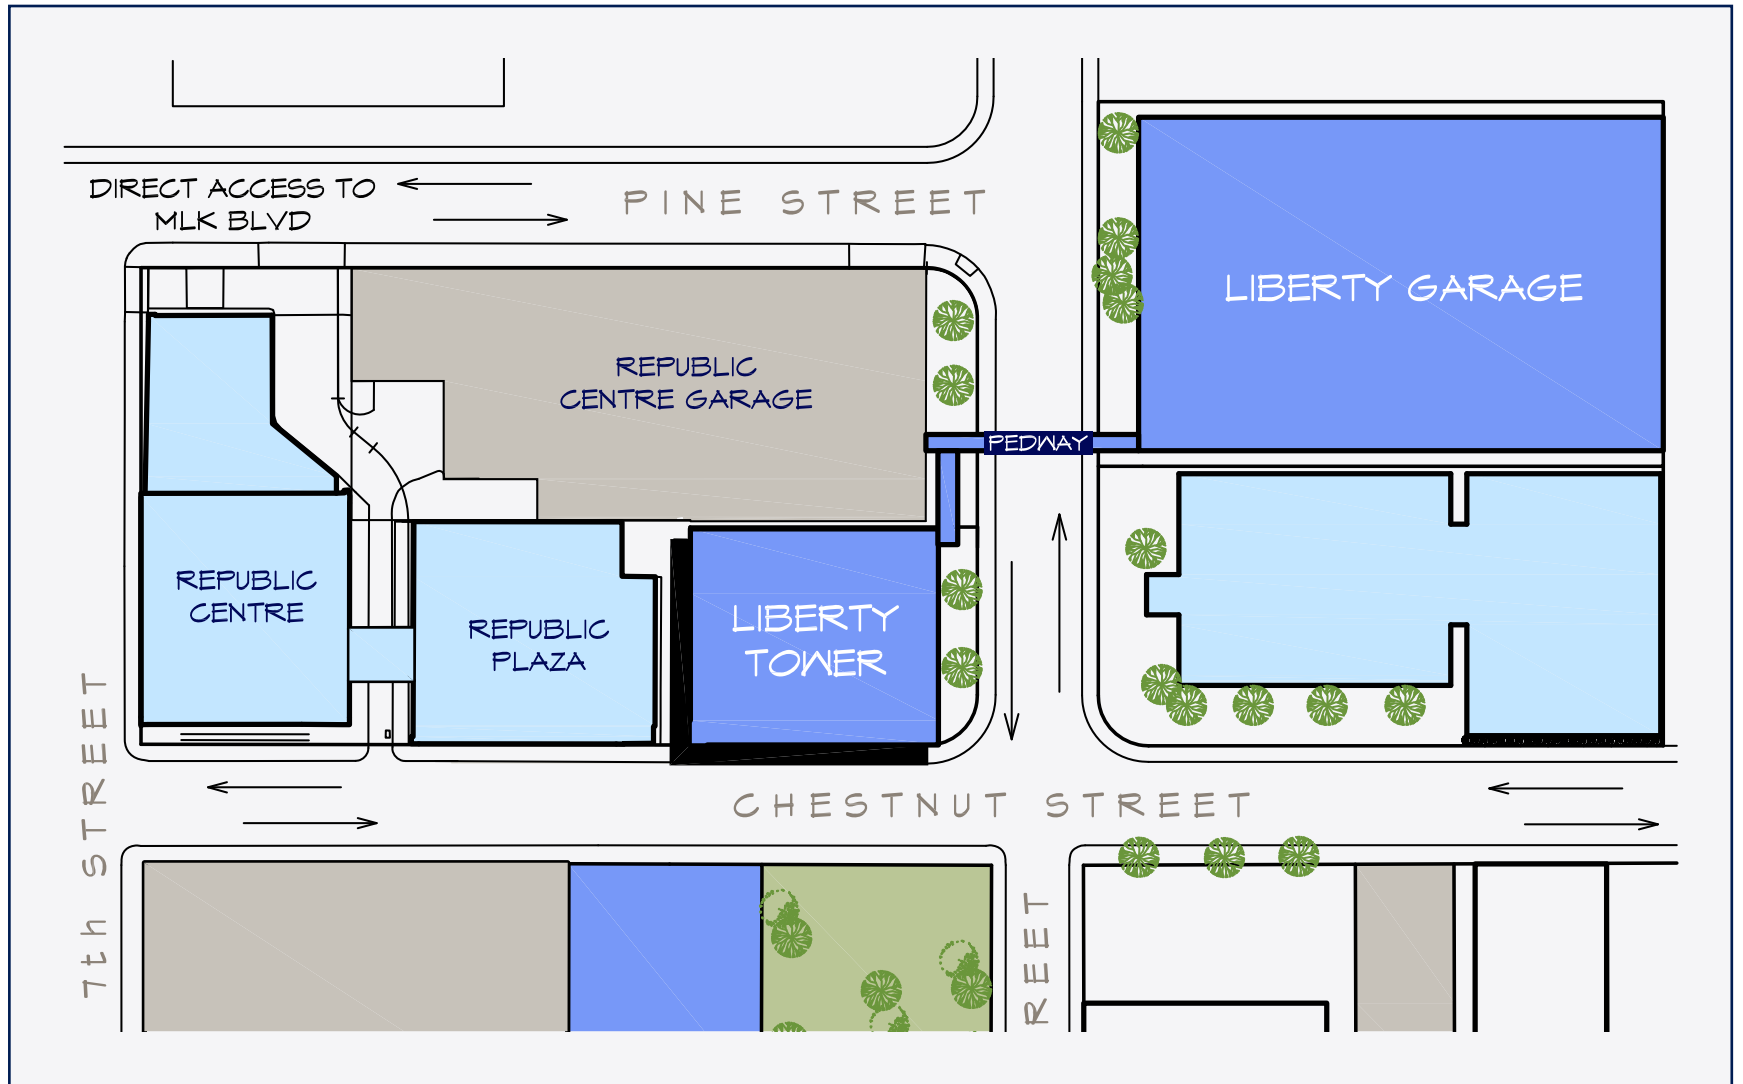 DIRECT ACCESS TO
MLK BLVD
PINE STREET
LIBERTY GARAGE
REPUBLIC
CENTRE GARAGE
PEDWAY
REPUBLIC
CENTRE
REPUBLIC
PLAZA
LIBERTY
TOWER
CHESTNUT STREET
7th STREET
REET